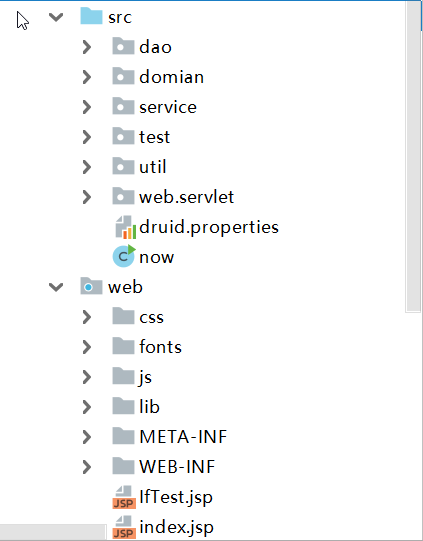 src
dao
domian
service
test
util
web.servlet
druid.properties
C now
web
css
fonts
js
lib
META-INF
WEB-INF
JSP IfTest.jsp
JSP index.jsp